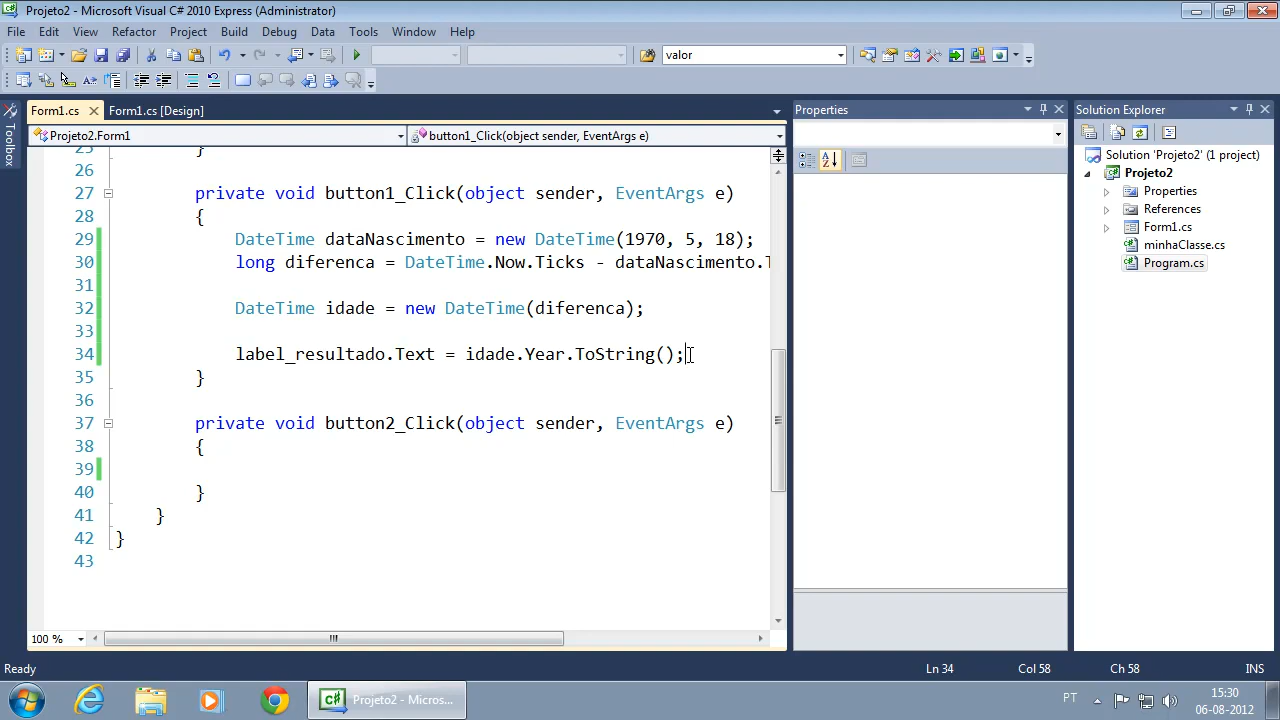 Projeto2 - Microsoft Visual C# 2010 Express (Administrator)
File Edit View Refactor Project Build Debug Data Tools Window Help
valor
Form1.cs Form1.cs [Design]
Projeto2.Form1
button1_Click(object sender, EventArgs e)
Toolbox
25 }
26
27 private void button1_Click(object sender, EventArgs e)
28 {
29 DateTime dataNascimento = new DateTime(1970, 5, 18);
30 long diferenca = DateTime.Now.Ticks - dataNascimento.T
31
32 DateTime idade = new DateTime(diferenca);
33
34 label_resultado.Text = idade.Year.ToString();
35 }
36
37 private void button2_Click(object sender, EventArgs e)
38 {
39
40 }
41 }
42 }
43
100 %
Properties
Solution Explorer
Solution 'Projeto2' (1 project)
Projeto2
Properties
References
Form1.cs
minhaClasse.cs
Program.cs
Ready Ln 34 Col 58 Ch 58 INS
Projeto2 - Micros...
PT
15:30
06-08-2012